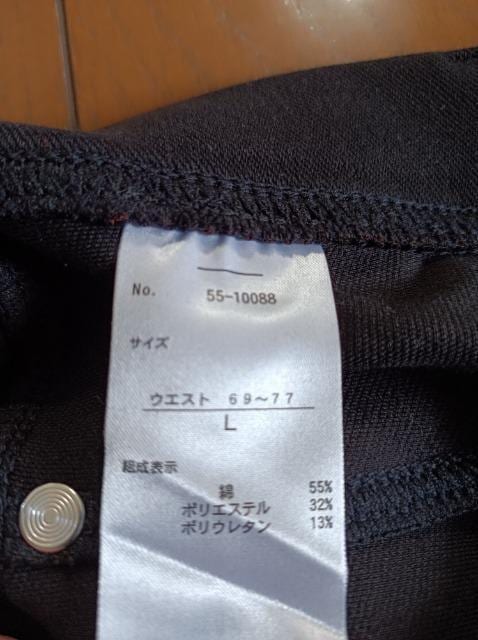 No. 55-10088
サイズ
ウエスト 69～77
L
組成表示
綿 55%
ポリエステル 32%
ポリウレタン 13%